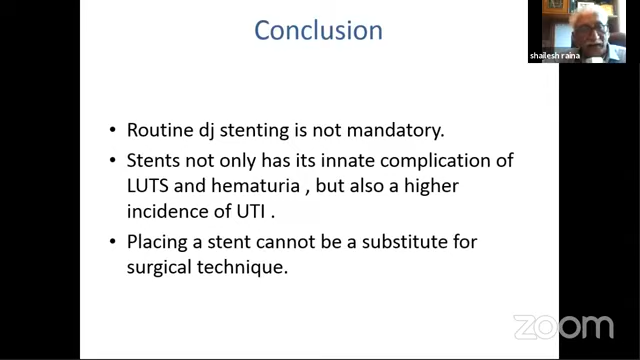 Conclusion
shailesh raina
• Routine dj stenting is not mandatory.
• Stents not only has its innate complication of
LUTS and hematuria , but also a higher
incidence of UTI .
• Placing a stent cannot be a substitute for
surgical technique.
zoom